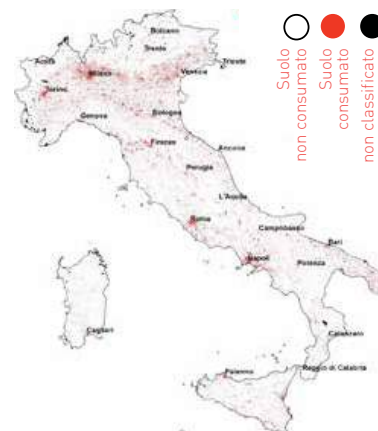 Suolo
non consumato
Suolo
consumato
Suolo
non classificato
Bolzano
Trento
Aosta
Trieste
Milano
Venezia
Torino
Genova
Bologna
Firenze
Ancona
Perugia
L'Aquila
Roma
Campobasso
Bari
Napoli
Potenza
Cagliari
Catanzaro
Palermo
Reggio di Calabria